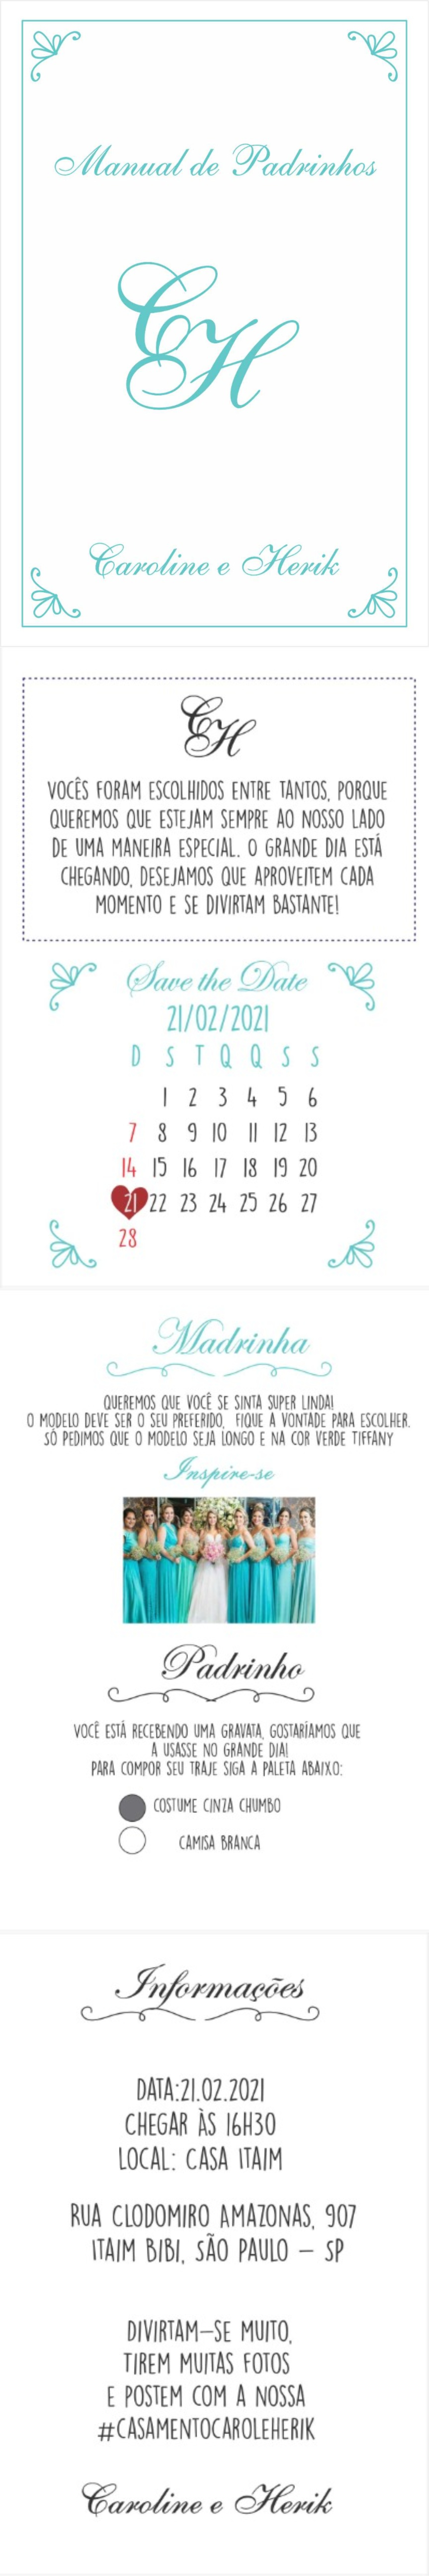 Manual de Padrinhos
CH
Caroline e Herik
CH
VOCÊS FORAM ESCOLHIDOS ENTRE TANTOS, PORQUE
QUEREMOS QUE ESTEJAM SEMPRE AO NOSSO LADO
DE UMA MANEIRA ESPECIAL. O GRANDE DIA ESTÁ
CHEGANDO, DESEJAMOS QUE APROVEITEM CADA
MOMENTO E SE DIVIRTAM BASTANTE!
Save the Date
21/02/2021
D S T Q Q S S
1 2 3 4 5 6
7 8 9 10 11 12 13
14 15 16 17 18 19 20
21 22 23 24 25 26 27
28
Madrinha
QUEREMOS QUE VOCÊ SE SINTA SUPER LINDA!
O MODELO DEVE SER O SEU PREFERIDO, FIQUE A VONTADE PARA ESCOLHER.
SÓ PEDIMOS QUE O MODELO SEJA LONGO E NA COR VERDE TIFFANY
Inspire-se
Padrinho
VOCÊ ESTÁ RECEBENDO UMA GRAVATA, GOSTARÍAMOS QUE
A USASSE NO GRANDE DIA!
PARA COMPOR SEU TRAJE SIGA A PALETA ABAIXO:
COSTUME CINZA CHUMBO
CAMISA BRANCA
Informações
DATA:21.02.2021
CHEGAR ÀS 16H30
LOCAL: CASA ITAIM
RUA CLODOMIRO AMAZONAS, 907
ITAIM BIBI, SÃO PAULO – SP
DIVIRTAM-SE MUITO,
TIREM MUITAS FOTOS
E POSTEM COM A NOSSA
#CASAMENTOCAROLEHERIK
Caroline e Herik